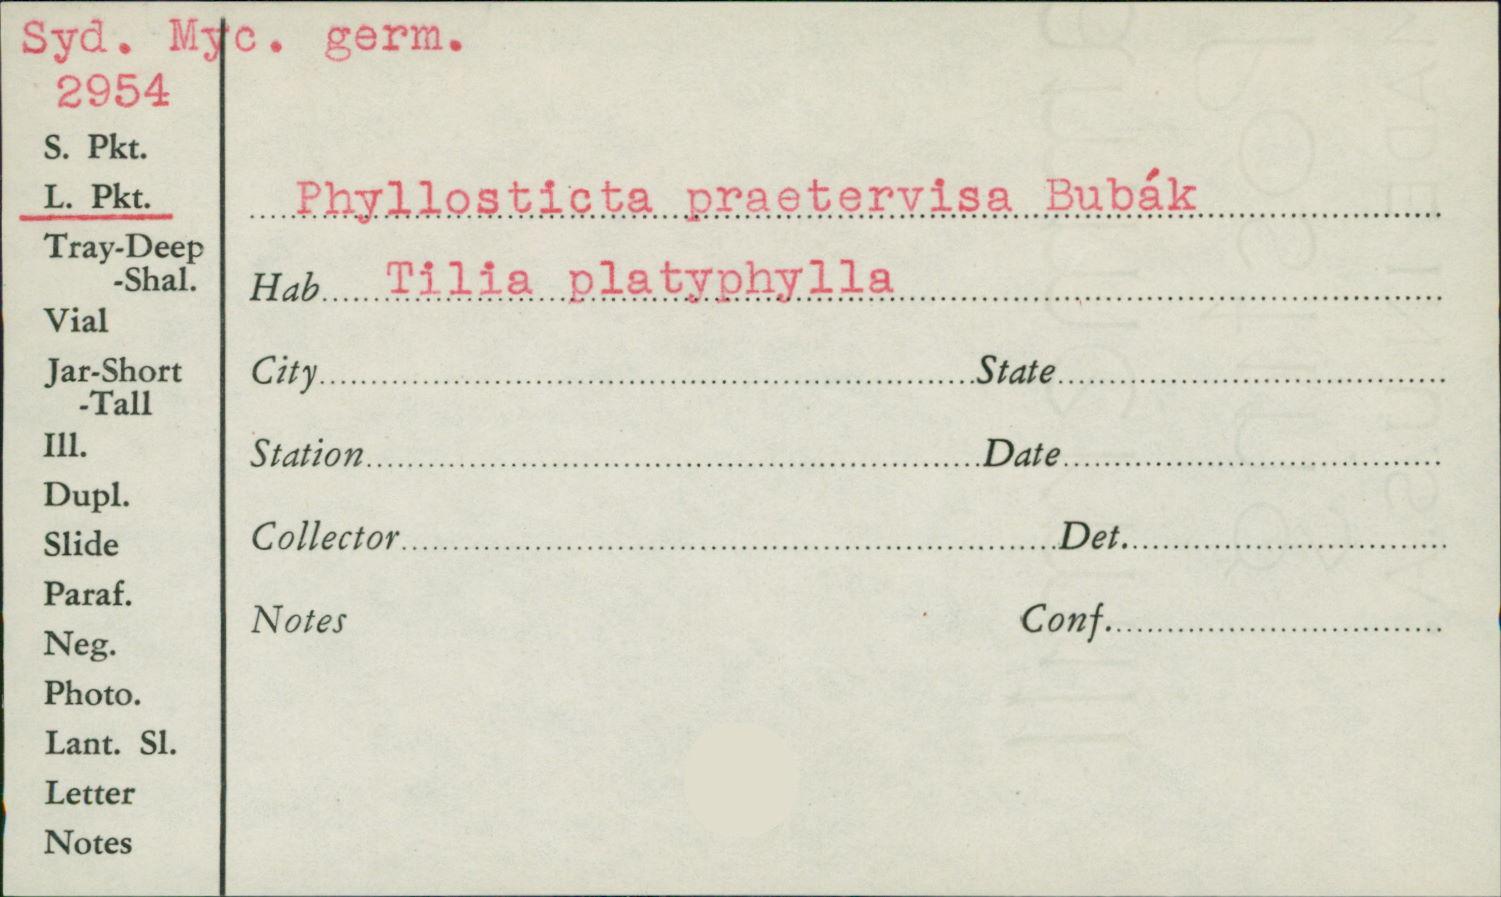 Syd. Myc. germ.
2954
S. Pkt.
L. Pkt.
Tray-Deep
-Shal.
Vial
Jar-Short
-Tall
Ill.
Dupl.
Slide
Paraf.
Neg.
Photo.
Lant. Sl.
Letter
Notes
Phyllosticta praetervisa Bubák
Hab. Tilia platyphylla
City State
Station Date
Collector Det.
Notes Conf.